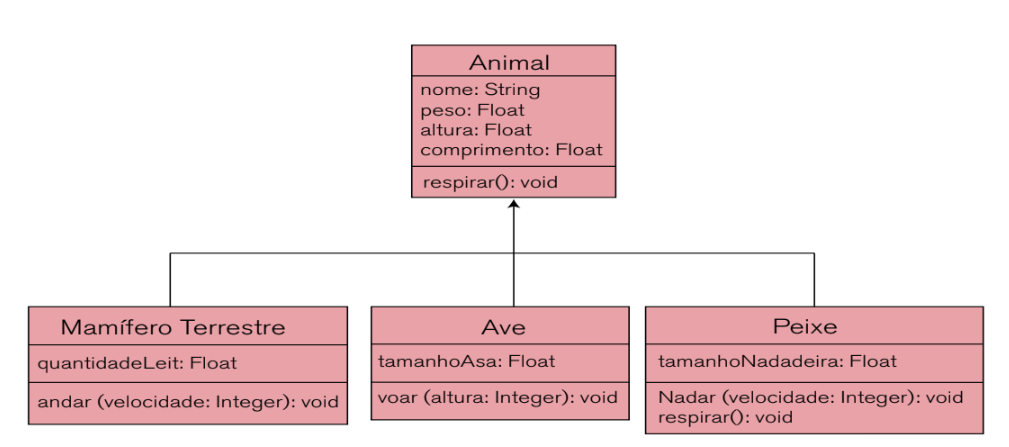 Animal
nome: String
peso: Float
altura: Float
comprimento: Float
respirar(): void
Mamífero Terrestre
quantidadeLeit: Float
andar (velocidade: Integer): void
Ave
tamanhoAsa: Float
voar (altura: Integer): void
Peixe
tamanhoNadadeira: Float
Nadar (velocidade: Integer): void
respirar(): void